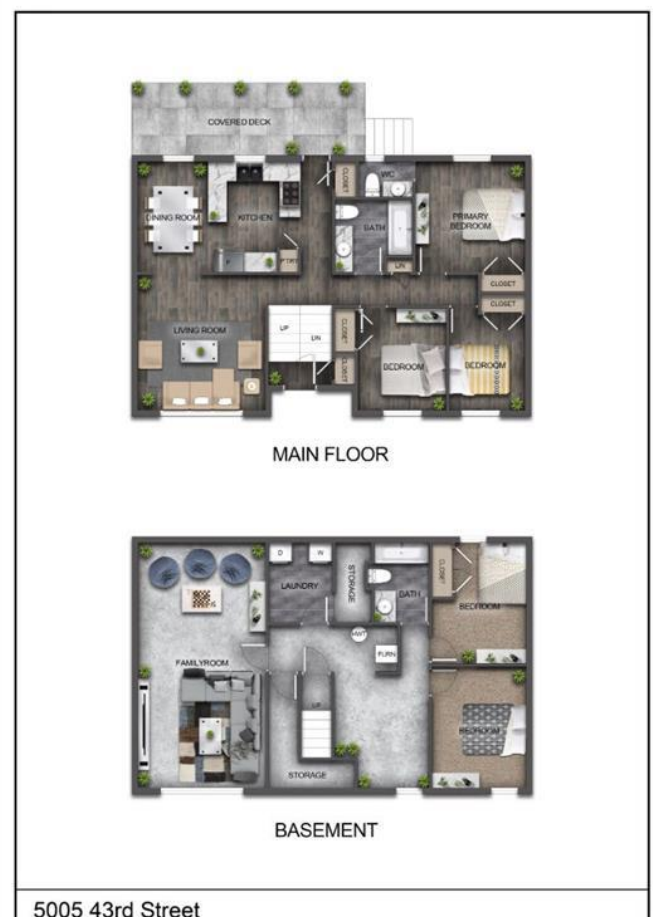 COVERED DECK
CLOSET
WC
DINING ROOM
KITCHEN
BATH
PRIMARY BEDROOM
PTRY
LIN
CLOSET
CLOSET
LIVING ROOM
UP
DN
CLOSET
CLOSET
BEDROOM
BEDROOM
MAIN FLOOR
D
W
LAUNDRY
STORAGE
BATH
CLOSET
BEDROOM
HWT
FURN
FAMILYROOM
UP
BEDROOM
STORAGE
BASEMENT
5005 43rd Street